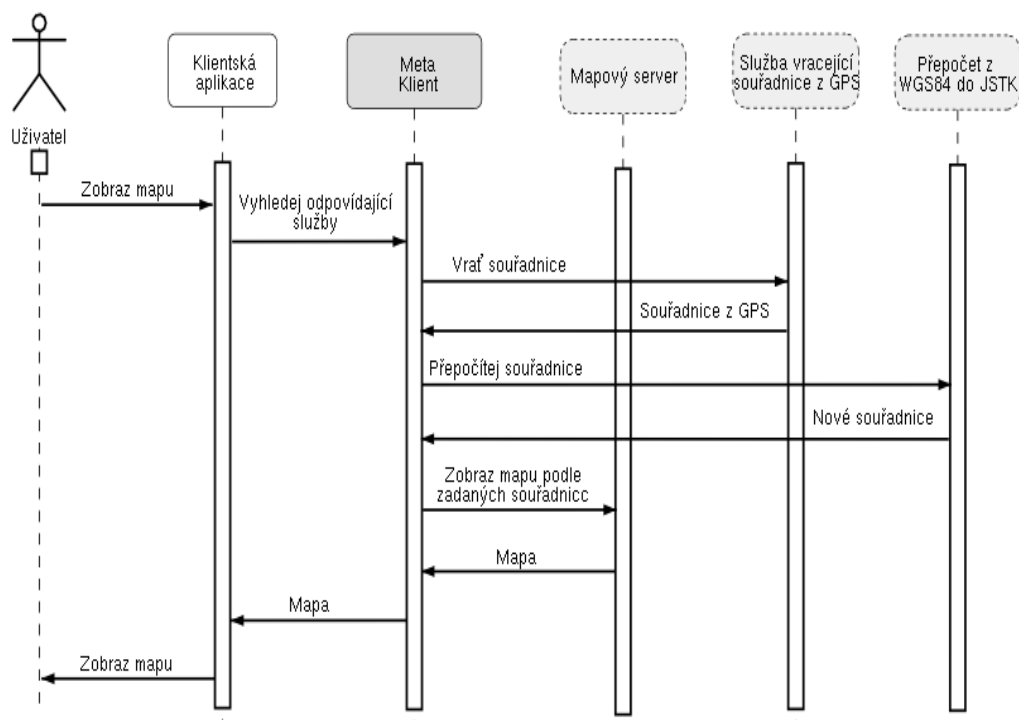 Klientská
aplikace
Meta
Klient
Mapový server
Služba vracející
souřadnice z GPS
Přepočet z
WGS84 do JSTK
Uživatel
Zobraz mapu
Vyhledej odpovídající
služby
Vrať souřadnice
Souřadnice z GPS
Přepočítej souřadnice
Nové souřadnice
Zobraz mapu podle
zadaných souřadnicc
Mapa
Mapa
Zobraz mapu